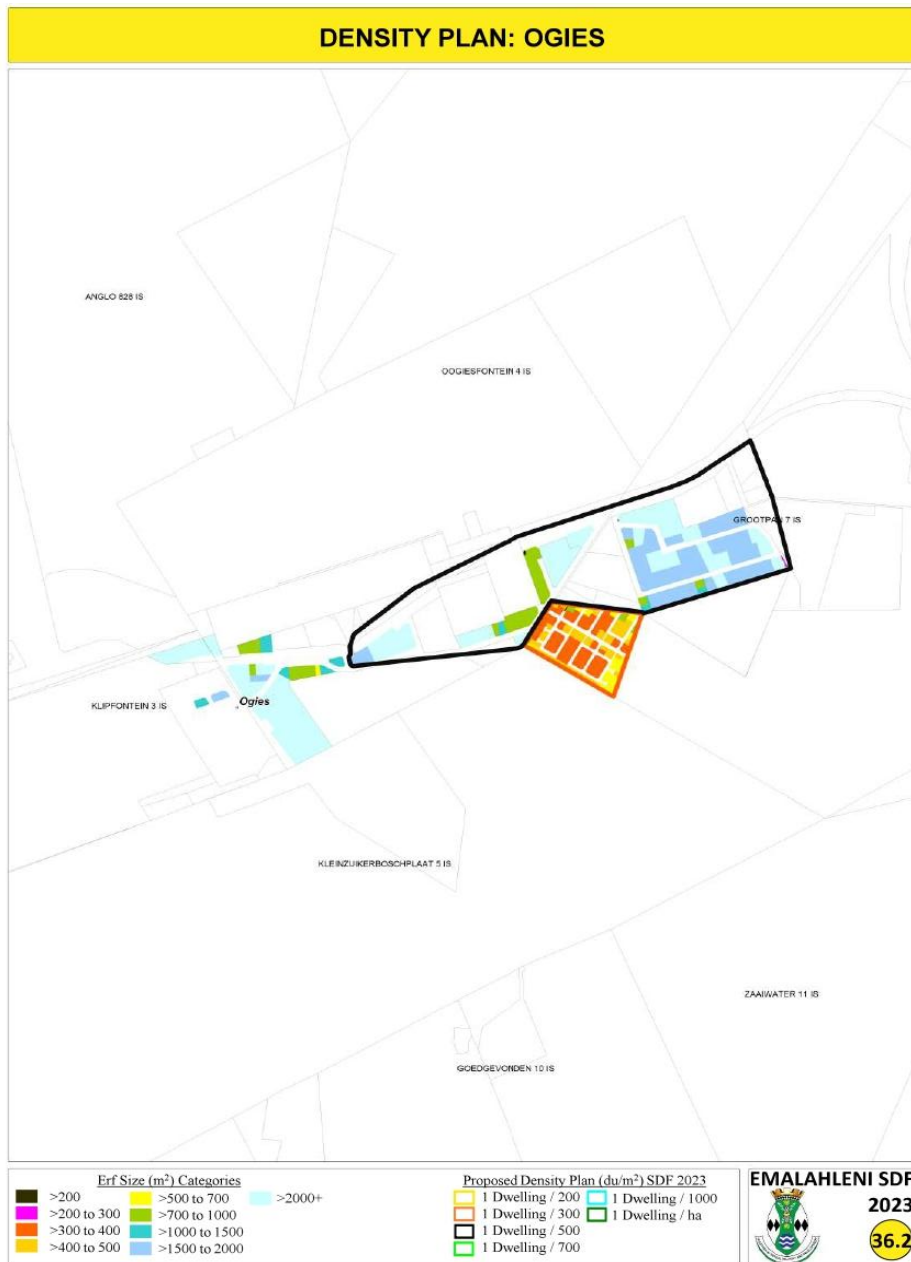 DENSITY PLAN: OGIES
ANGLO 828 IS
OOGIESFONTEIN 4 IS
GROOTPAN 7 IS
KLIPFONTEIN 3 IS
Ogies
KLEINZUIKERBOSCHPLAAT 5 IS
ZAAIWATER 11 IS
GOEDGEVONDEN 10 IS
Erf Size (m²) Categories
>200
>200 to 300
>300 to 400
>400 to 500
>500 to 700
>700 to 1000
>1000 to 1500
>1500 to 2000
>2000+
Proposed Density Plan (du/m²) SDF 2023
1 Dwelling / 200
1 Dwelling / 300
1 Dwelling / 500
1 Dwelling / 700
1 Dwelling / 1000
1 Dwelling / ha
EMALAHLENI SDF
2023
36.2